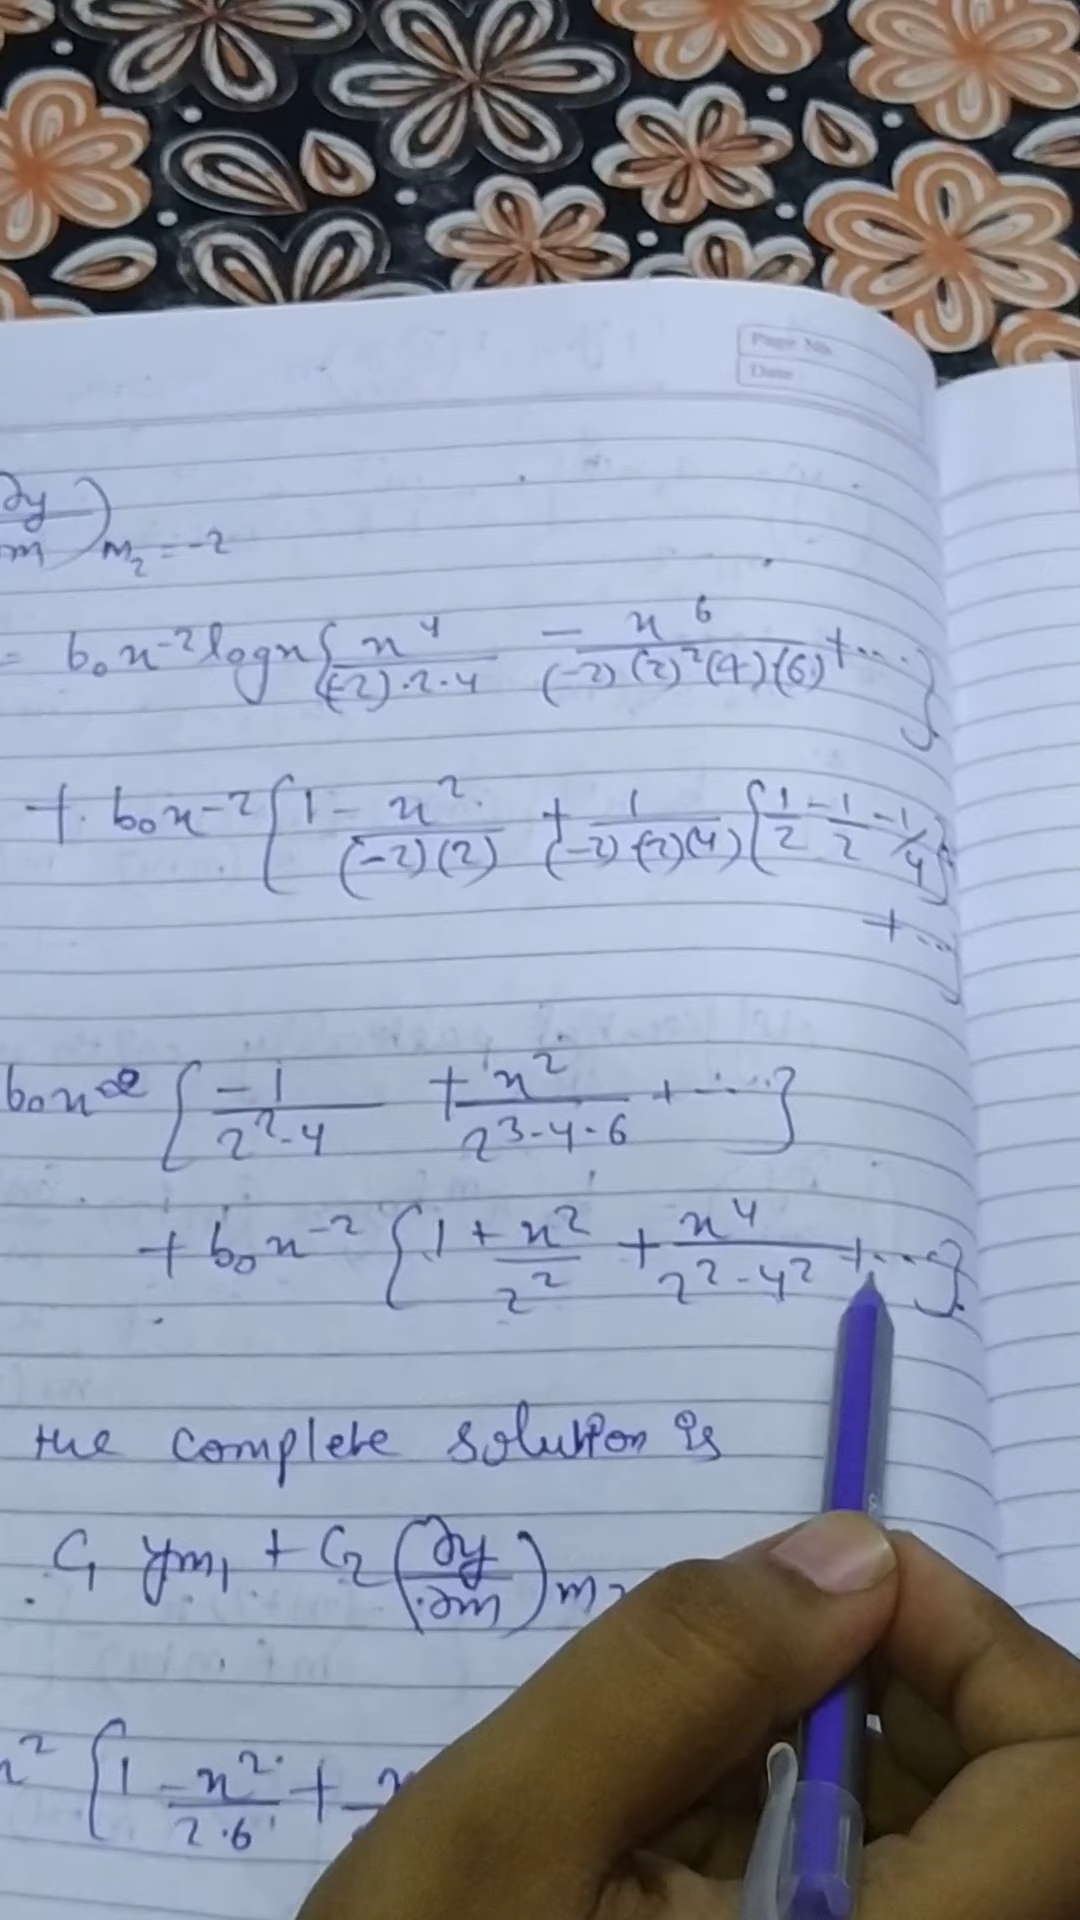 Page No.
Date
∂y/∂m )m₂ = -2
= b₀x⁻² log x { x⁴/((-2)·2·4) - x⁶/((-2)(2)²(4)(6)) + ... }
+ b₀x⁻² [ 1 - x²/((-2)(2)) + 1/((-2)(2)(4)) { 1/2 - 1/2 - 1/4 }
+ ... ]
{ -1/(2²·4) + x²/(2³·4·6) + .... }
+ b₀x⁻² { 1 + x²/2² + x⁴/(2²·4²) + ... }
the complete solution is
C₁ ym₁ + C₂ (∂y/∂m)m₂
x² { 1 - x²/(2·6) +